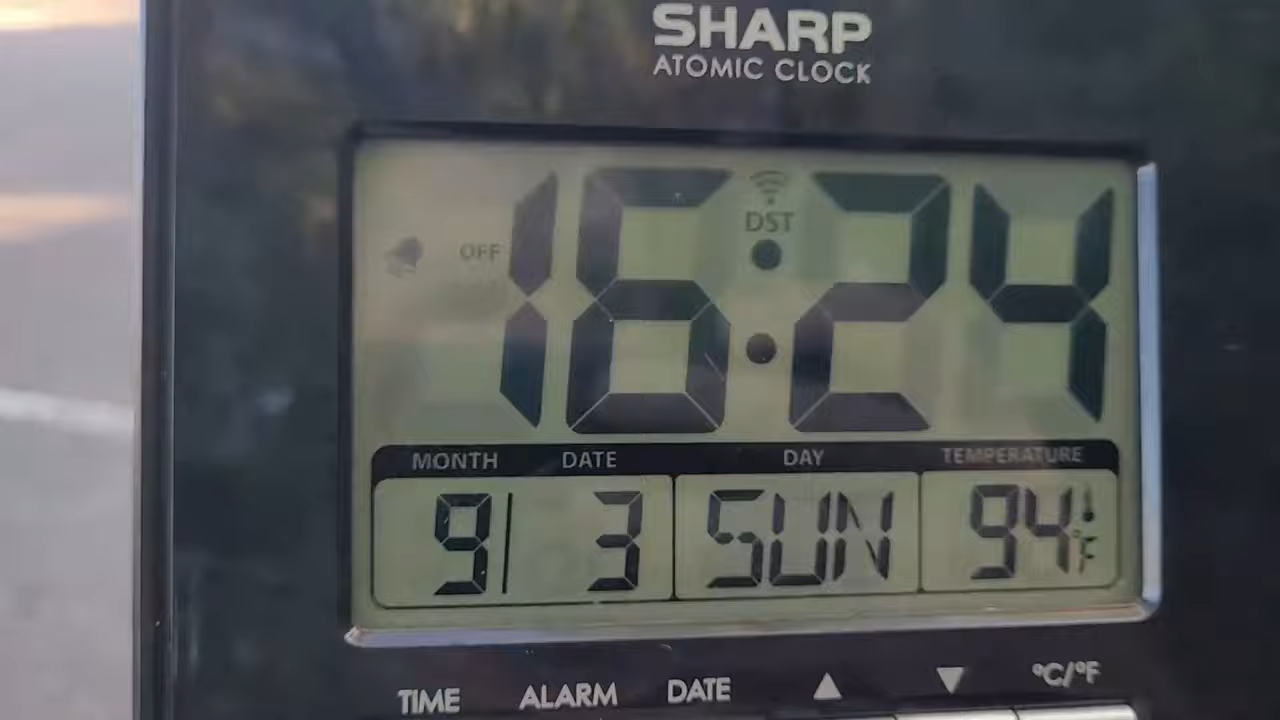 SHARP
ATOMIC CLOCK
DST
OFF
16:24
MONTH DATE DAY TEMPERATURE
9| 3 SUN 94°F
TIME ALARM DATE ▲ ▼ °C/°F